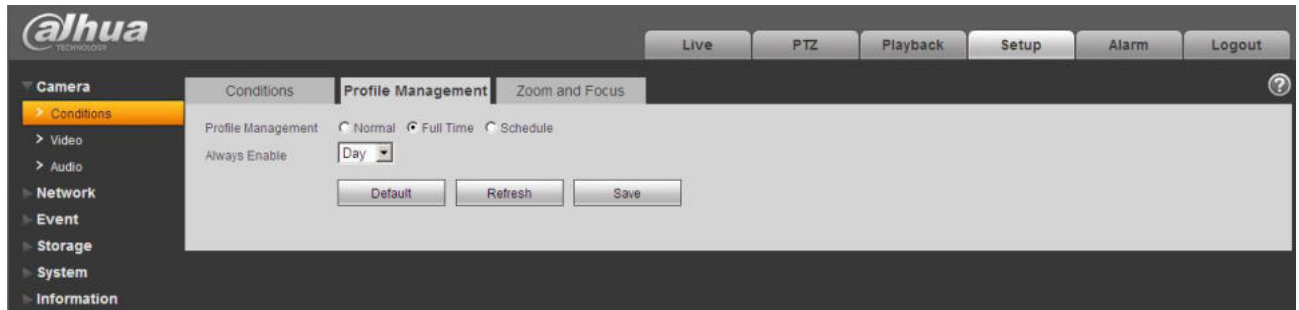 alhua
TECHNOLOGY
Live PTZ Playback Setup Alarm Logout
Camera
> Conditions
> Video
> Audio
Network
Event
Storage
System
Information
Conditions Profile Management Zoom and Focus
?
Profile Management Normal Full Time Schedule
Always Enable Day
Default Refresh Save